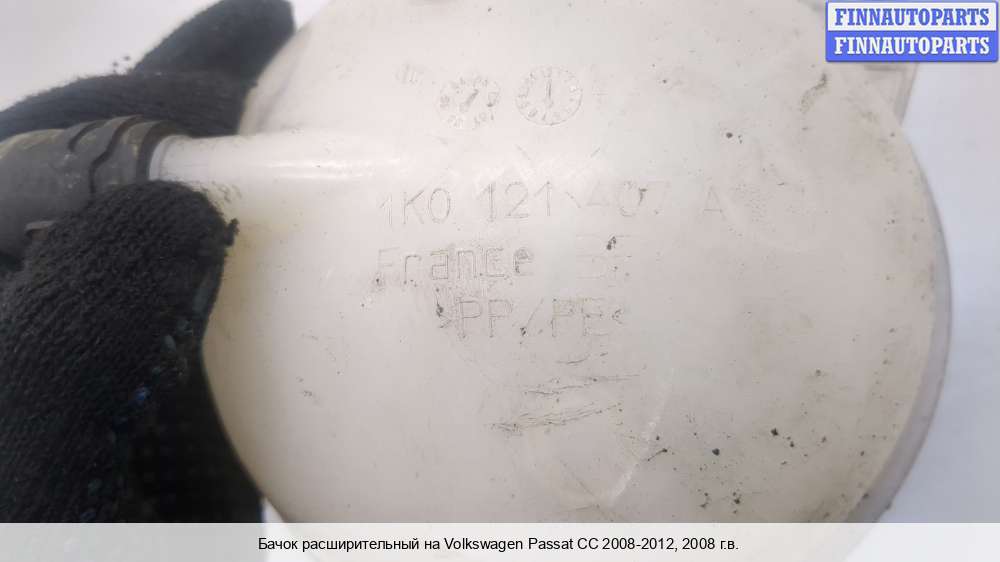 FINNAUTOPARTS
FINNAUTOPARTS
1K0 121 407 A
France
>PP/PE<
Бачок расширительный на Volkswagen Passat CC 2008-2012, 2008 г.в.